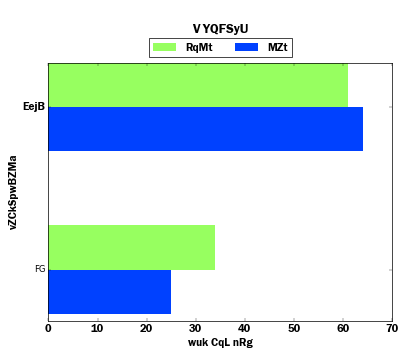 V YQFSyU
RqMt MZt
EejB
FG
vZCkSpwBZMa
0 10 20 30 40 50 60 70
wuk CqL nRg